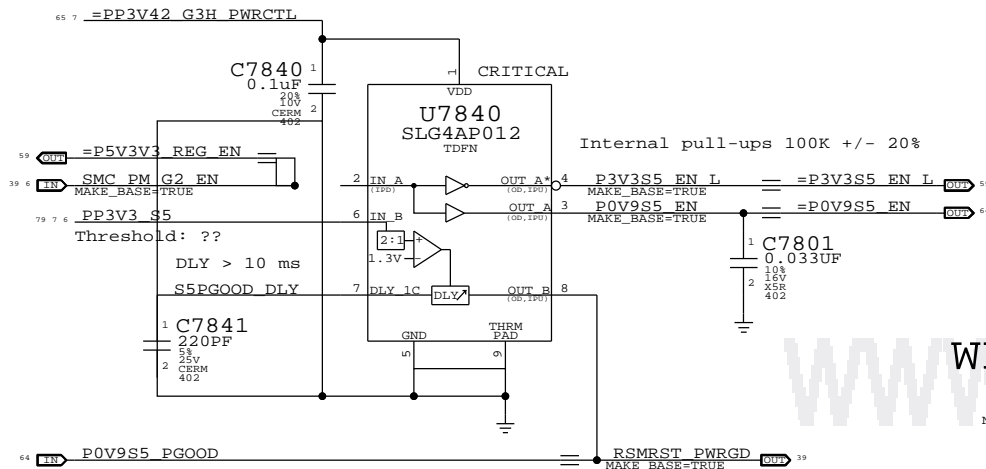 65 7 =PP3V42_G3H_PWRCTL
C7840 1
0.1uF
20%
10V
CERM 2
402
1 CRITICAL
VDD
U7840
SLG4AP012
TDFN
Internal pull-ups 100K +/- 20%
59 OUT =P5V3V3_REG_EN
39 6 IN SMC_PM_G2_EN
MAKE_BASE=TRUE
2 IN_A
(IPD)
OUT_A* 4
(OD,IPU)
P3V3S5_EN_L
MAKE_BASE=TRUE
=P3V3S5_EN_L OUT
79 7 6 PP3V3_S5
6 IN_B
OUT_A 3
(OD,IPU)
P0V9S5_EN
MAKE_BASE=TRUE
=P0V9S5_EN OUT
Threshold: ??
2:1 +
1.3V −
DLY > 10 ms
1 C7801
0.033UF
10%
16V
2 X5R
402
S5PGOOD_DLY
7 DLY_1C
DLY
OUT_B 8
(OD,IPU)
1 C7841
220PF
5%
25V
2 CERM
402
GND
THRM
PAD
5 9
WWW
W
64 IN P0V9S5_PGOOD
RSMRST_PWRGD OUT 39
MAKE_BASE=TRUE